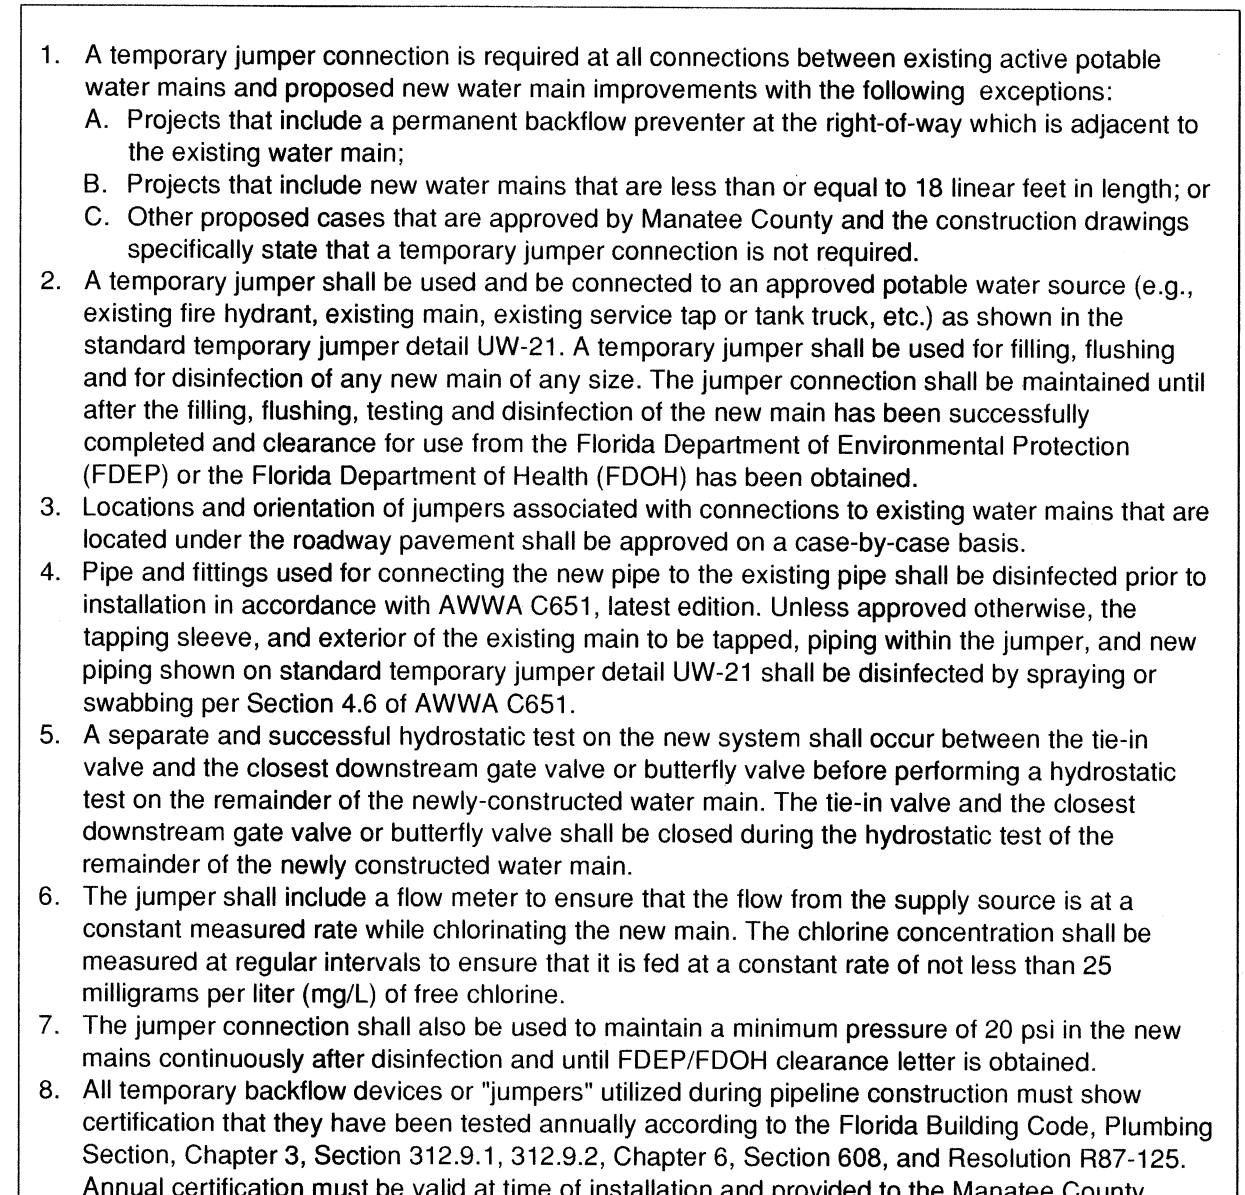 1. A temporary jumper connection is required at all connections between existing active potable
water mains and proposed new water main improvements with the following exceptions:
A. Projects that include a permanent backflow preventer at the right-of-way which is adjacent to
the existing water main;
B. Projects that include new water mains that are less than or equal to 18 linear feet in length; or
C. Other proposed cases that are approved by Manatee County and the construction drawings
specifically state that a temporary jumper connection is not required.
2. A temporary jumper shall be used and be connected to an approved potable water source (e.g.,
existing fire hydrant, existing main, existing service tap or tank truck, etc.) as shown in the
standard temporary jumper detail UW-21. A temporary jumper shall be used for filling, flushing
and for disinfection of any new main of any size. The jumper connection shall be maintained until
after the filling, flushing, testing and disinfection of the new main has been successfully
completed and clearance for use from the Florida Department of Environmental Protection
(FDEP) or the Florida Department of Health (FDOH) has been obtained.
3. Locations and orientation of jumpers associated with connections to existing water mains that are
located under the roadway pavement shall be approved on a case-by-case basis.
4. Pipe and fittings used for connecting the new pipe to the existing pipe shall be disinfected prior to
installation in accordance with AWWA C651, latest edition. Unless approved otherwise, the
tapping sleeve, and exterior of the existing main to be tapped, piping within the jumper, and new
piping shown on standard temporary jumper detail UW-21 shall be disinfected by spraying or
swabbing per Section 4.6 of AWWA C651.
5. A separate and successful hydrostatic test on the new system shall occur between the tie-in
valve and the closest downstream gate valve or butterfly valve before performing a hydrostatic
test on the remainder of the newly-constructed water main. The tie-in valve and the closest
downstream gate valve or butterfly valve shall be closed during the hydrostatic test of the
remainder of the newly constructed water main.
6. The jumper shall include a flow meter to ensure that the flow from the supply source is at a
constant measured rate while chlorinating the new main. The chlorine concentration shall be
measured at regular intervals to ensure that it is fed at a constant rate of not less than 25
milligrams per liter (mg/L) of free chlorine.
7. The jumper connection shall also be used to maintain a minimum pressure of 20 psi in the new
mains continuously after disinfection and until FDEP/FDOH clearance letter is obtained.
8. All temporary backflow devices or "jumpers" utilized during pipeline construction must show
certification that they have been tested annually according to the Florida Building Code, Plumbing
Section, Chapter 3, Section 312.9.1, 312.9.2, Chapter 6, Section 608, and Resolution R87-125.
Annual certification must be valid at time of installation and provided to the Manatee County